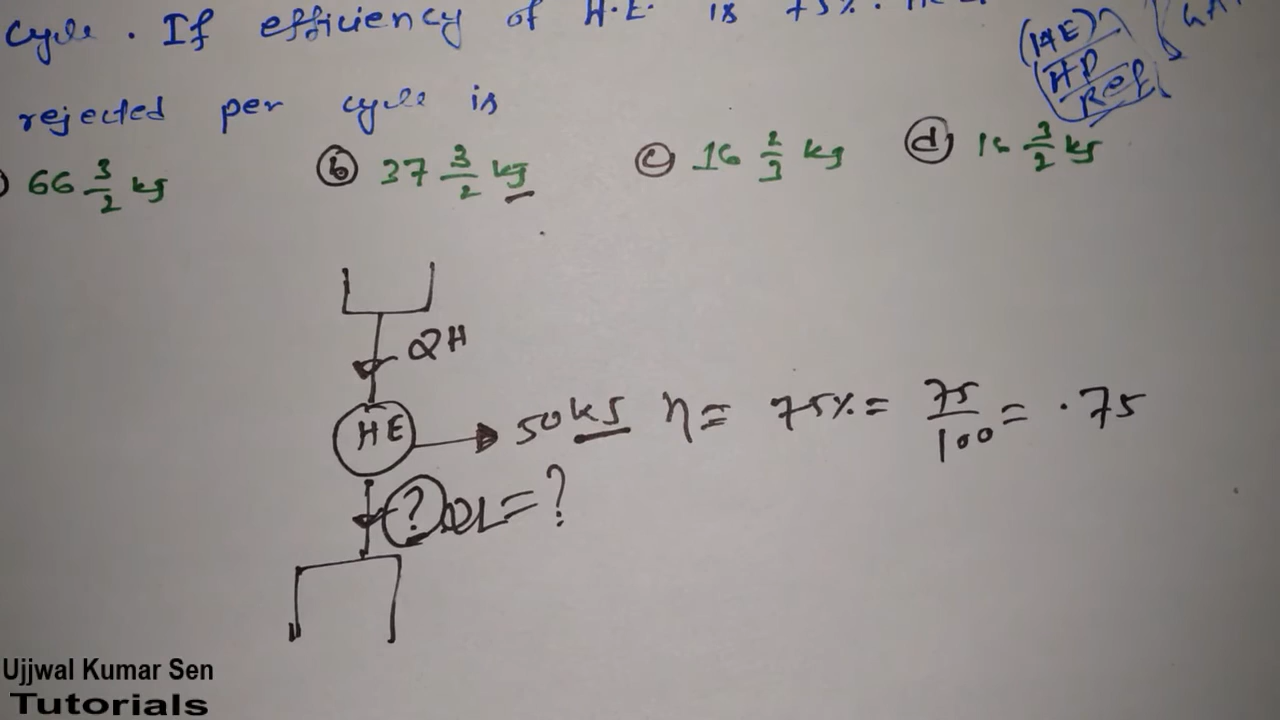 cycle. If efficiency of H.E. is 75%.
(HE)η
HP
Ref
rejected per cycle is
66 3/2 kJ (b) 37 3/2 kJ (c) 16 2/3 kJ (d) 16 3/2 kJ
QH
HE 50 kJ η = 75% = 75/100 = .75
? QL = ?
Ujjwal Kumar Sen
Tutorials